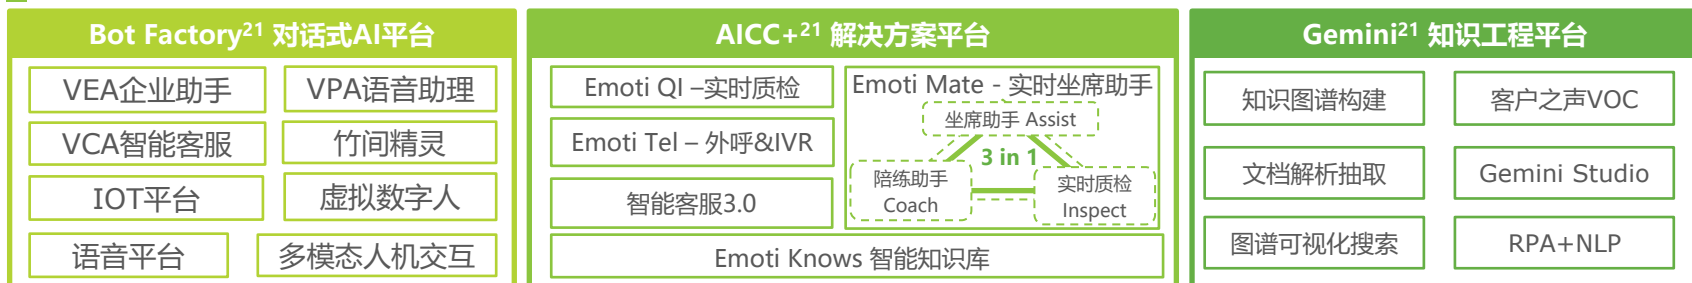 Bot Factory²¹ 对话式AI平台
VEA企业助手
VPA语音助理
VCA智能客服
竹间精灵
IOT平台
虚拟数字人
语音平台
多模态人机交互
AICC+²¹ 解决方案平台
Emoti QI –实时质检
Emoti Tel – 外呼&IVR
智能客服3.0
Emoti Mate - 实时坐席助手
坐席助手 Assist
3 in 1
陪练助手
Coach
实时质检
Inspect
Emoti Knows 智能知识库
Gemini²¹ 知识工程平台
知识图谱构建
客户之声VOC
文档解析抽取
Gemini Studio
图谱可视化搜索
RPA+NLP